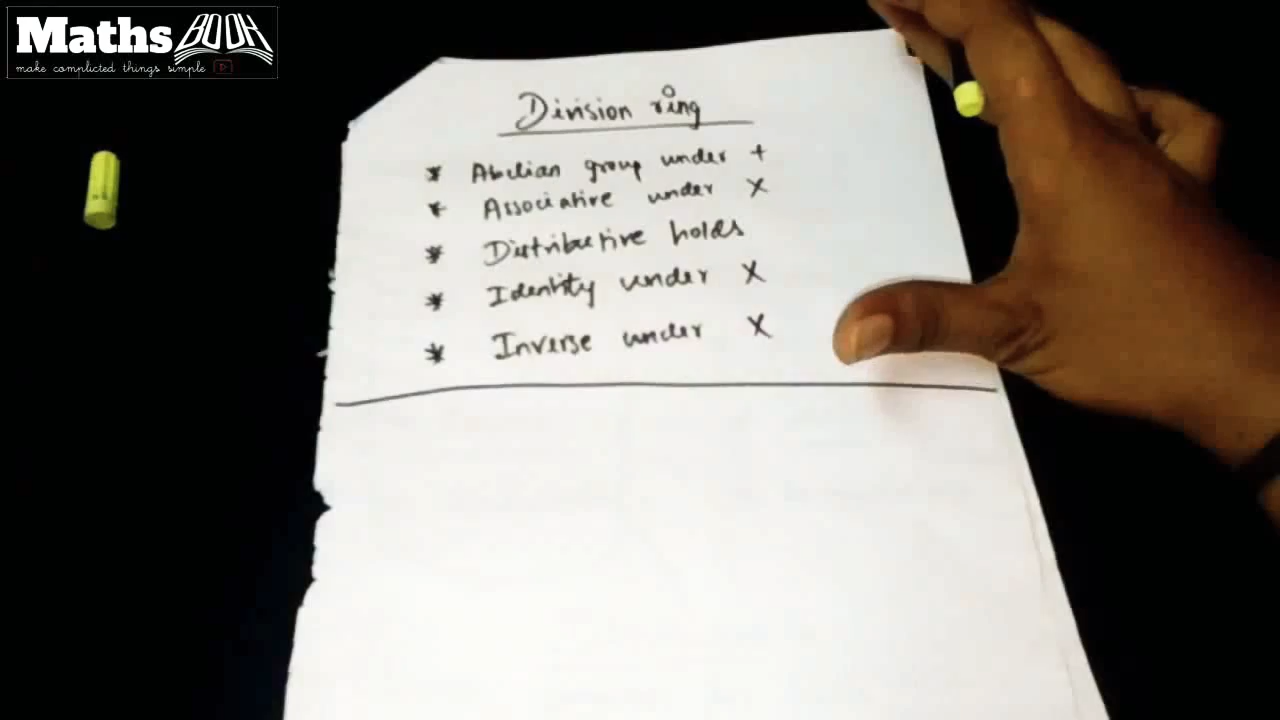 Maths BOOK
make complicted things simple
Division ring
* Abelian group under +
* Associative under X
* Distributive holds
* Identity under X
* Inverse under X